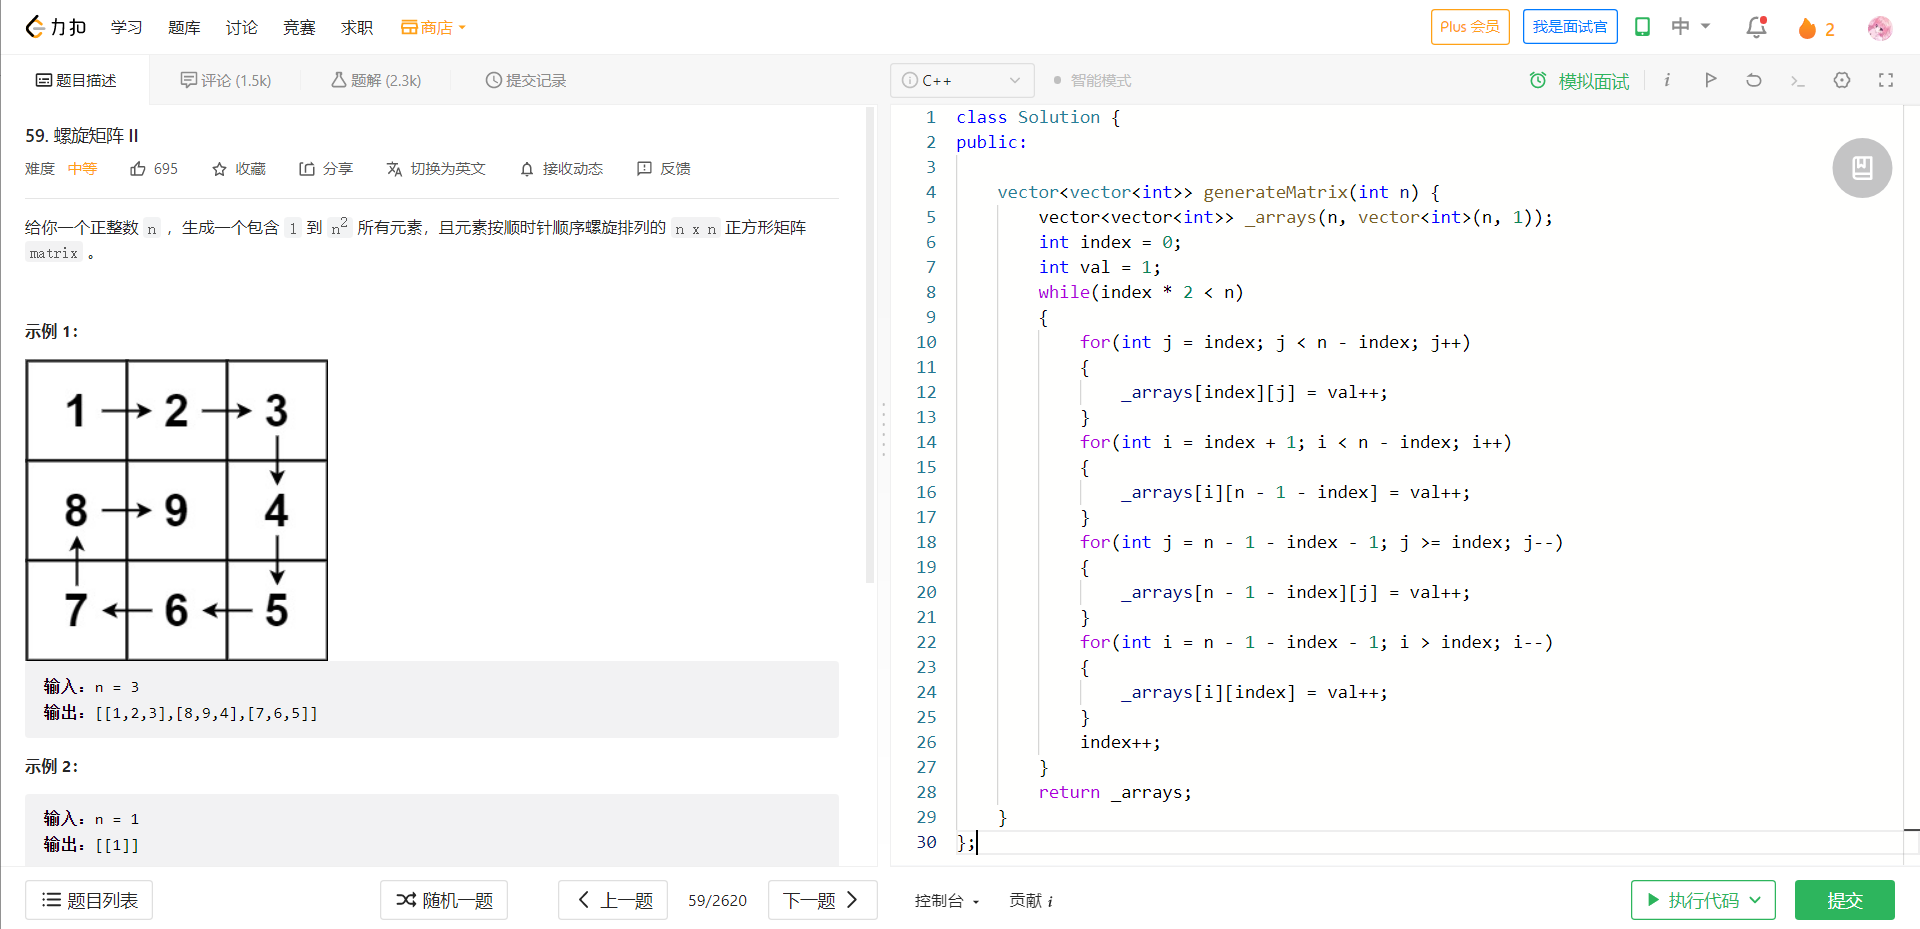 力扣 学习 题库 讨论 竞赛 求职 商店 Plus 会员 我是面试官 中 2
题目描述 评论 (1.5k) 题解 (2.3k) 提交记录
59. 螺旋矩阵 II
难度 中等 695 收藏 分享 切换为英文 接收动态 反馈
给你一个正整数 n ，生成一个包含 1 到 n² 所有元素，且元素按顺时针顺序螺旋排列的 n x n 正方形矩阵
matrix 。
示例 1：
1 2 3
8 9 4
7 6 5
输入：n = 3
输出：[[1,2,3],[8,9,4],[7,6,5]]
示例 2：
输入：n = 1
输出：[[1]]
题目列表 随机一题 上一题 59/2620 下一题
i C++ 智能模式 模拟面试 i
1 class Solution {
2 public:
3
4 vector<vector<int>> generateMatrix(int n) {
5 vector<vector<int>> _arrays(n, vector<int>(n, 1));
6 int index = 0;
7 int val = 1;
8 while(index * 2 < n)
9 {
10 for(int j = index; j < n - index; j++)
11 {
12 _arrays[index][j] = val++;
13 }
14 for(int i = index + 1; i < n - index; i++)
15 {
16 _arrays[i][n - 1 - index] = val++;
17 }
18 for(int j = n - 1 - index - 1; j >= index; j--)
19 {
20 _arrays[n - 1 - index][j] = val++;
21 }
22 for(int i = n - 1 - index - 1; i > index; i--)
23 {
24 _arrays[i][index] = val++;
25 }
26 index++;
27 }
28 return _arrays;
29 }
30 };
控制台 贡献 i 执行代码 提交